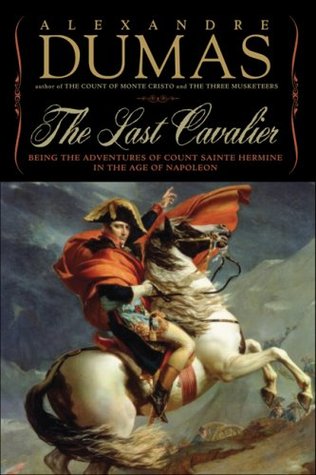 ALEXANDRE
DUMAS
author of THE COUNT OF MONTE CRISTO and THE THREE MUSKETEERS
The Last Cavalier
BEING THE ADVENTURES OF COUNT SAINTE HERMINE
IN THE AGE OF NAPOLEON